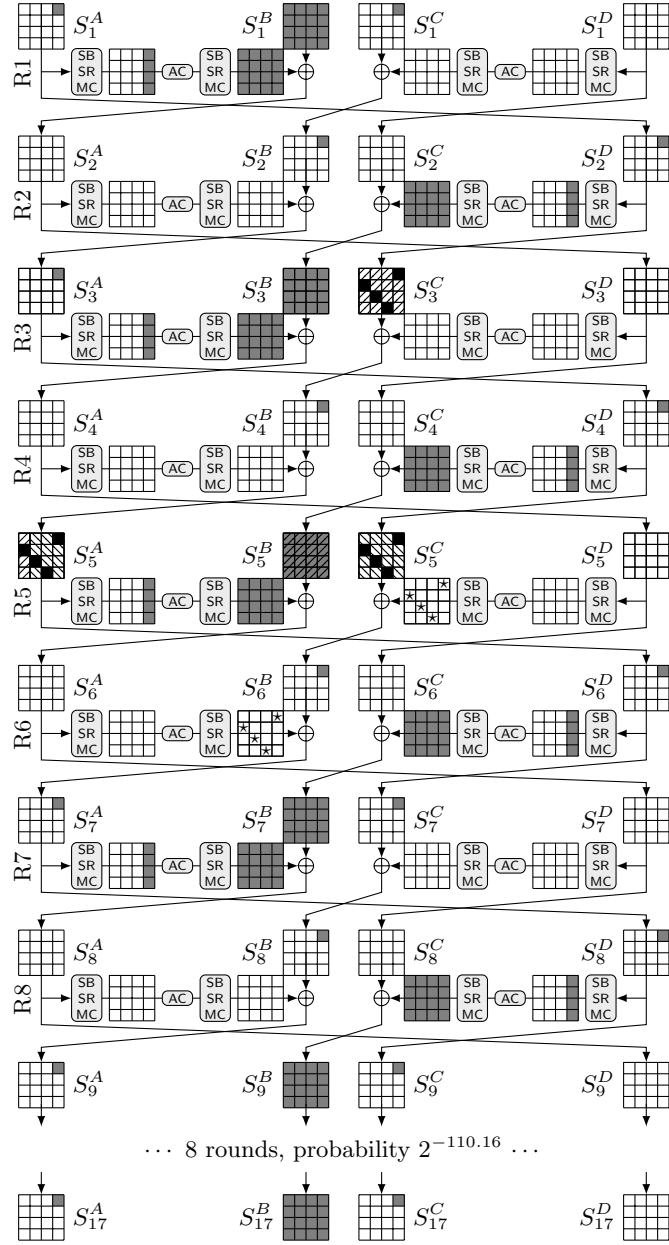 S_1^A S_1^B S_1^C S_1^D
R1 SB SR MC AC SB SR MC SB SR MC AC SB SR MC
S_2^A S_2^B S_2^C S_2^D
R2 SB SR MC AC SB SR MC SB SR MC AC SB SR MC
S_3^A S_3^B S_3^C S_3^D
R3 SB SR MC AC SB SR MC SB SR MC AC SB SR MC
S_4^A S_4^B S_4^C S_4^D
R4 SB SR MC AC SB SR MC SB SR MC AC SB SR MC
S_5^A S_5^B S_5^C S_5^D
R5 SB SR MC AC SB SR MC SB SR MC AC SB SR MC
S_6^A S_6^B S_6^C S_6^D
R6 SB SR MC AC SB SR MC SB SR MC AC SB SR MC
S_7^A S_7^B S_7^C S_7^D
R7 SB SR MC AC SB SR MC SB SR MC AC SB SR MC
S_8^A S_8^B S_8^C S_8^D
R8 SB SR MC AC SB SR MC SB SR MC AC SB SR MC
S_9^A S_9^B S_9^C S_9^D
⋯ 8 rounds, probability 2^{-110.16} ⋯
S_{17}^A S_{17}^B S_{17}^C S_{17}^D